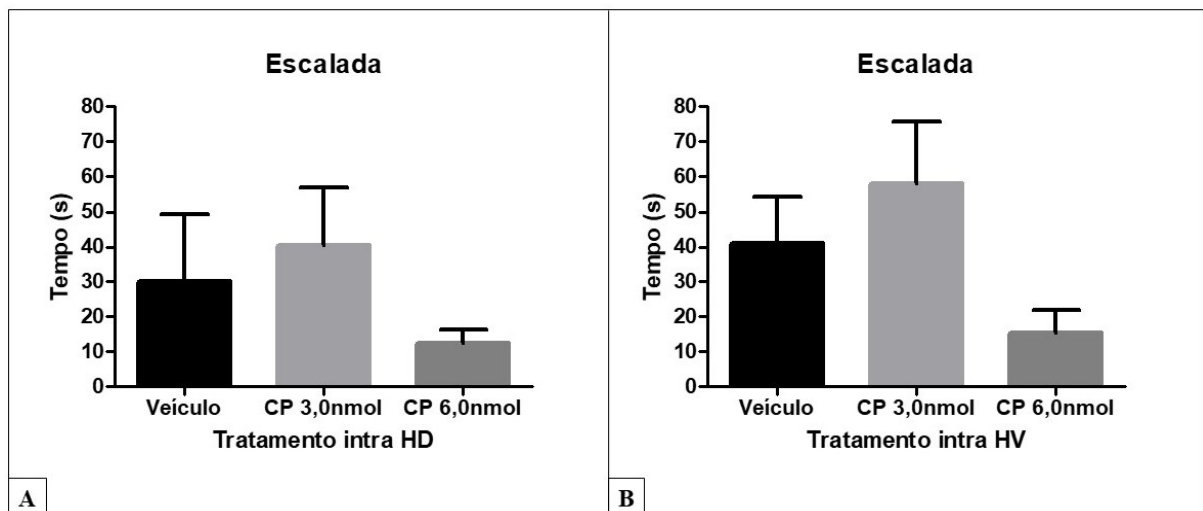 Escalada
80
70
60
50
40
30
20
10
0
Tempo (s)
Veículo CP 3,0nmol CP 6,0nmol
Tratamento intra HD
A
Escalada
80
70
60
50
40
30
20
10
0
Tempo (s)
Veículo CP 3,0nmol CP 6,0nmol
Tratamento intra HV
B